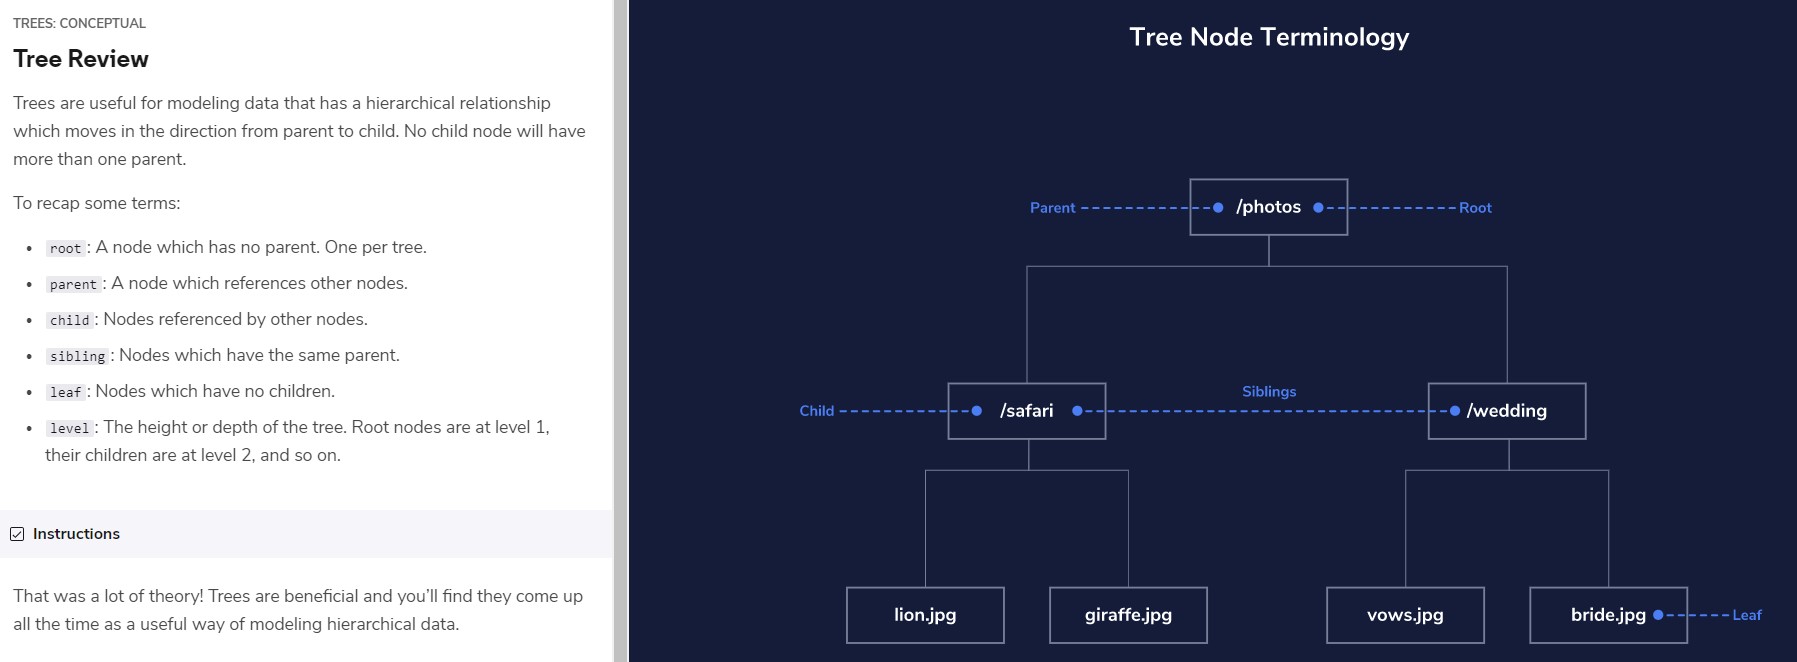 TREES: CONCEPTUAL
Tree Review
Trees are useful for modeling data that has a hierarchical relationship
which moves in the direction from parent to child. No child node will have
more than one parent.
To recap some terms:
• root: A node which has no parent. One per tree.
• parent: A node which references other nodes.
• child: Nodes referenced by other nodes.
• sibling: Nodes which have the same parent.
• leaf: Nodes which have no children.
• level: The height or depth of the tree. Root nodes are at level 1,
their children are at level 2, and so on.
Instructions
That was a lot of theory! Trees are beneficial and you’ll find they come up
all the time as a useful way of modeling hierarchical data.
Tree Node Terminology
Parent /photos Root
Siblings
Child /safari /wedding
lion.jpg giraffe.jpg vows.jpg bride.jpg Leaf